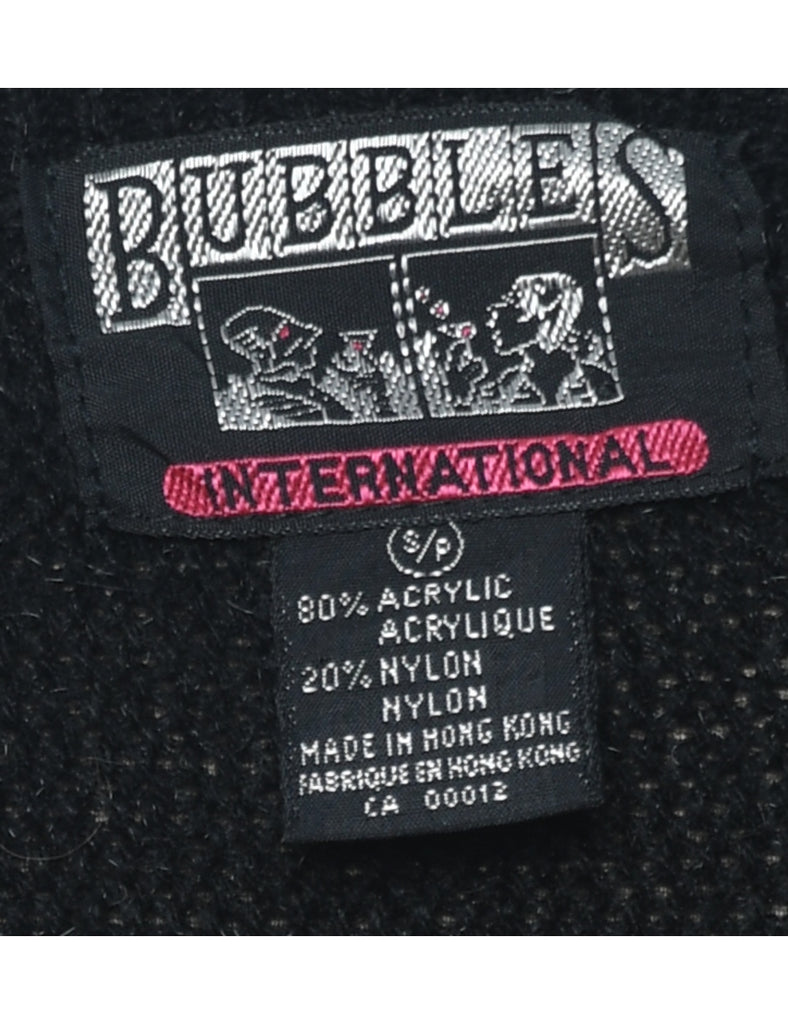 BUBBLES
INTERNATIONAL
S/P
80% ACRYLIC
ACRYLIQUE
20% NYLON
NYLON
MADE IN HONG KONG
FABRIQUE EN HONG KONG
CA 00012